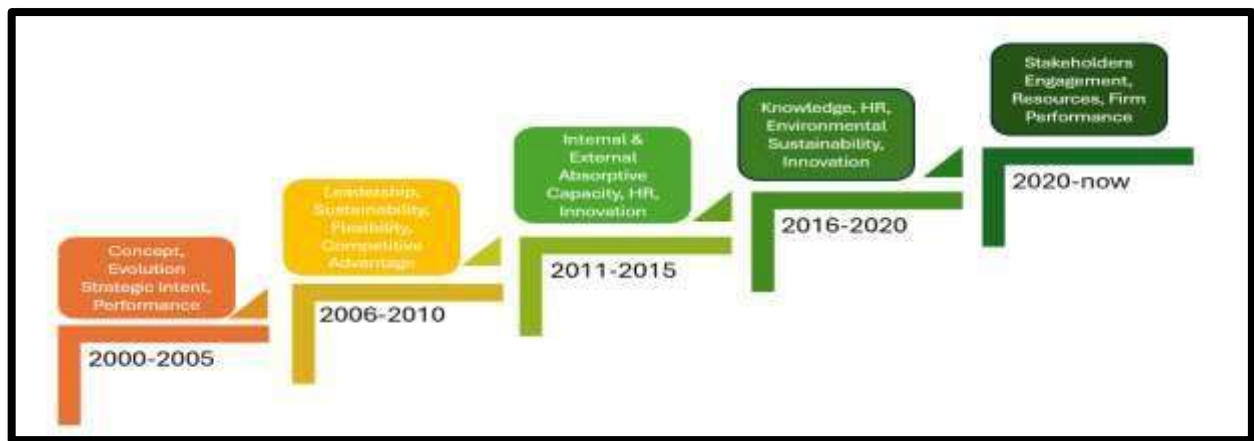 Concept,
Evolution
Strategic Intent,
Performance
2000-2005
Leadership,
Sustainability,
Flexibility,
Competitive
Advantage
2006-2010
Internal &
External
Absorptive
Capacity, HR,
Innovation
2011-2015
Knowledge, HR,
Environmental
Sustainability,
Innovation
2016-2020
Stakeholders
Engagement,
Resources, Firm
Performance
2020-now